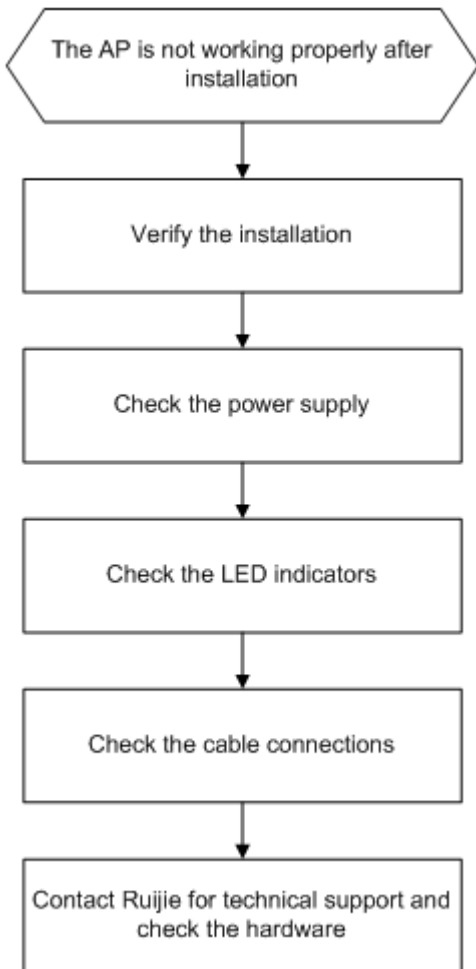 The AP is not working properly after
installation
Verify the installation
Check the power supply
Check the LED indicators
Check the cable connections
Contact Ruijie for technical support and
check the hardware